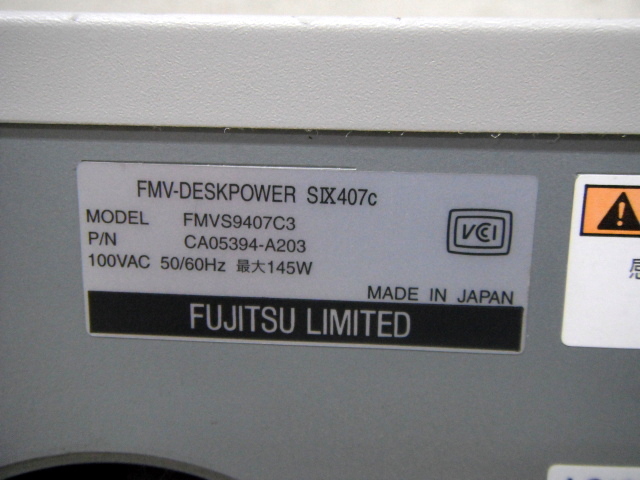 FMV-DESKPOWER SⅨ407c
MODEL FMVS9407C3
P/N CA05394-A203
100VAC 50/60Hz 最大145W
VCCI
MADE IN JAPAN
FUJITSU LIMITED
感